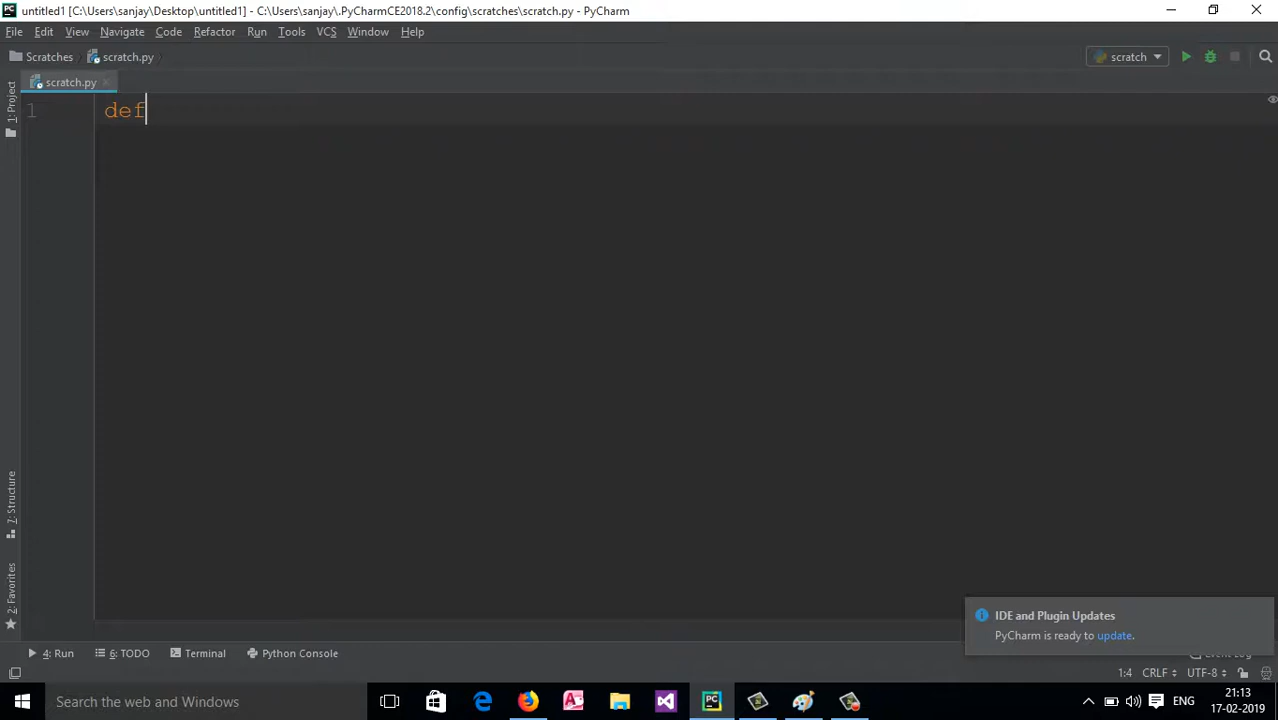 untitled1 [C:\Users\sanjay\Desktop\untitled1] - C:\Users\sanjay\.PyCharmCE2018.2\config\scratches\scratch.py - PyCharm
File Edit View Navigate Code Refactor Run Tools VCS Window Help
Scratches scratch.py scratch
scratch.py
1: Project
1 def
7: Structure
2: Favorites
IDE and Plugin Updates
PyCharm is ready to update.
4: Run 6: TODO Terminal Python Console Event Log
1:4 CRLF UTF-8
Search the web and Windows
PC
ENG
21:13
17-02-2019